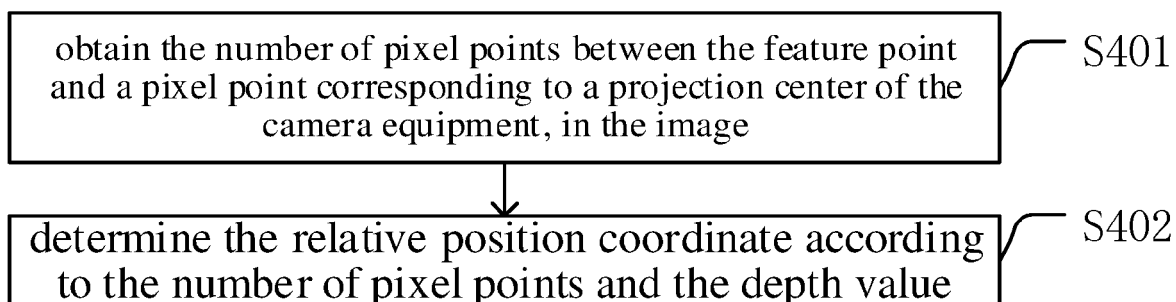 obtain the number of pixel points between the feature point
and a pixel point corresponding to a projection center of the
camera equipment, in the image
S401
determine the relative position coordinate according
to the number of pixel points and the depth value
S402